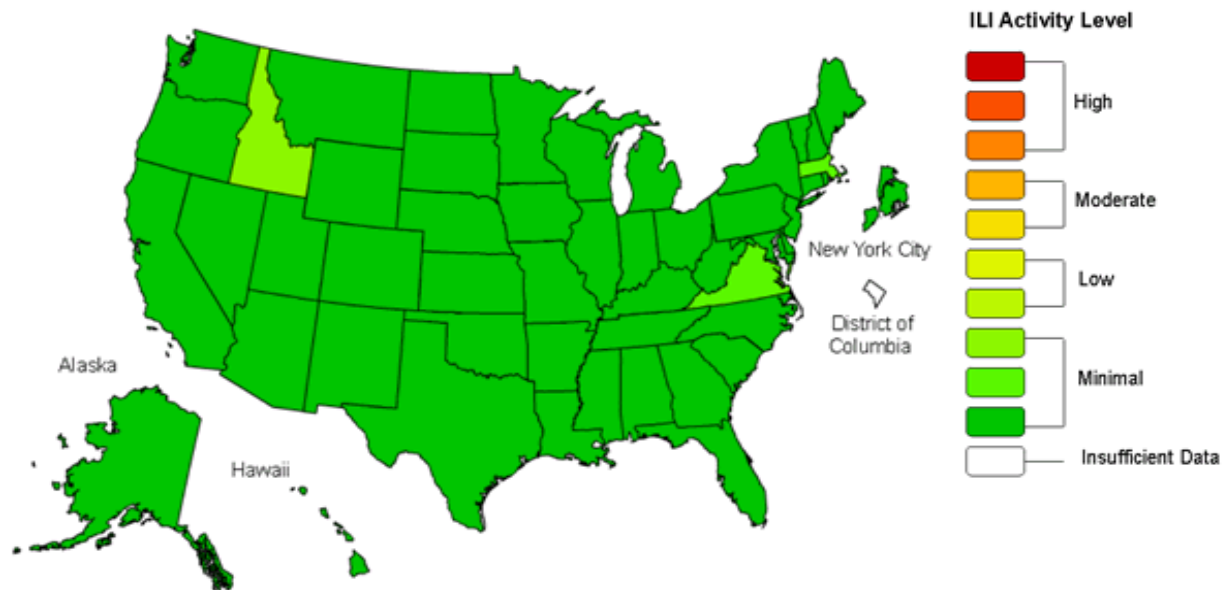 ILI Activity Level
High
Moderate
Low
Minimal
Insufficient Data
New York City
District of
Columbia
Alaska
Hawaii